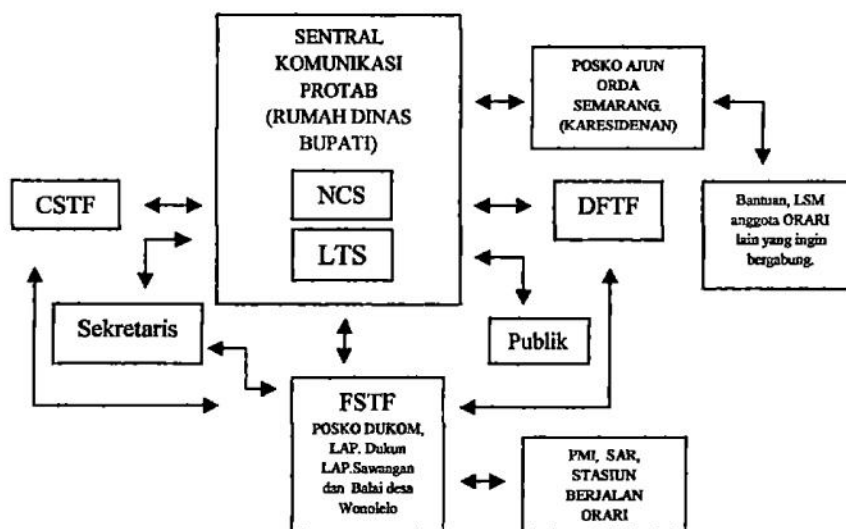 SENTRAL
KOMUNIKASI
PROTAB
(RUMAH DINAS
BUPATI)
NCS
LTS
POSKO AJUN
ORDA
SEMARANG.
(KARESIDENAN)
CSTF
DFTF
Bantuan, LSM
anggota ORARI
lain yang ingin
bergabung.
Sekretaris
Publik
FSTF
POSKO DUKOM,
LAP. Dukun
LAP.Sawangan
dan Balai desa
Wonolelo
PMI, SAR,
STASIUN
BERJALAN
ORARI